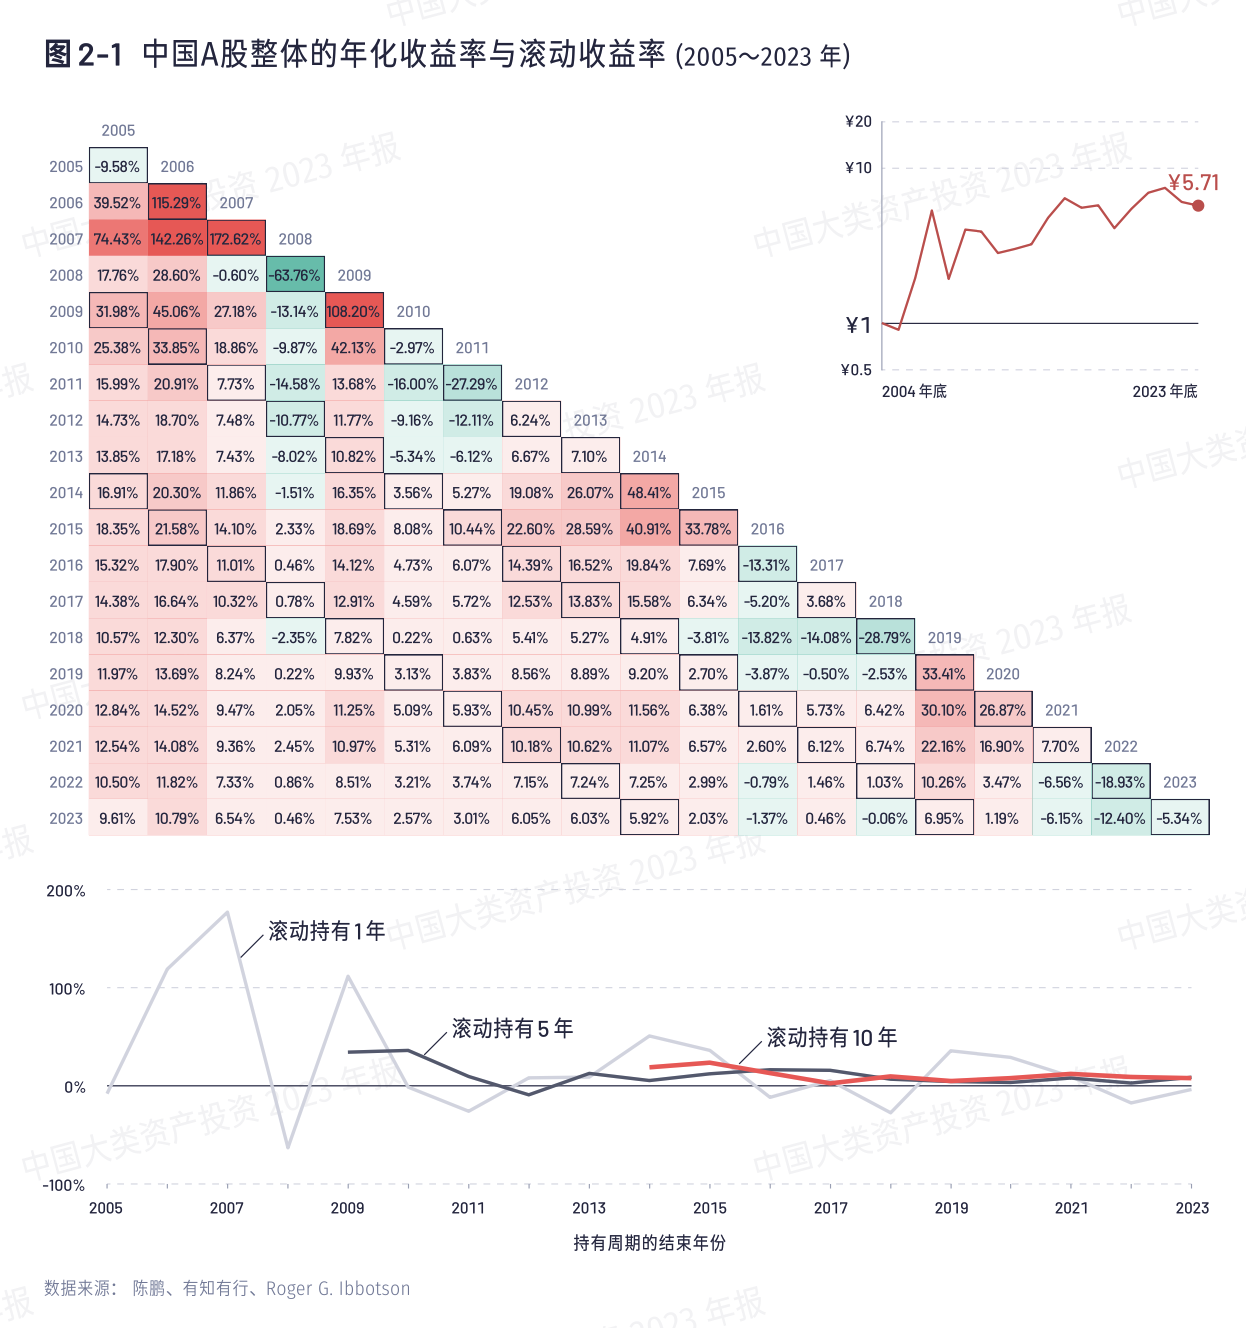 图 2-1 中国A股整体的年化收益率与滚动收益率 (2005～2023 年)
¥20
¥10
¥5.71
¥1
¥0.5
2004 年底 2023 年底
2005
2005 -9.58% 2006
2006 39.52% 115.29% 2007
2007 74.43% 142.26% 172.62% 2008
2008 17.76% 28.60% -0.60% -63.76% 2009
2009 31.98% 45.06% 27.18% -13.14% 108.20% 2010
2010 25.38% 33.85% 18.86% -9.87% 42.13% -2.97% 2011
2011 15.99% 20.91% 7.73% -14.58% 13.68% -16.00% -27.29% 2012
2012 14.73% 18.70% 7.48% -10.77% 11.77% -9.16% -12.11% 6.24% 2013
2013 13.85% 17.18% 7.43% -8.02% 10.82% -5.34% -6.12% 6.67% 7.10% 2014
2014 16.91% 20.30% 11.86% -1.51% 16.35% 3.56% 5.27% 19.08% 26.07% 48.41% 2015
2015 18.35% 21.58% 14.10% 2.33% 18.69% 8.08% 10.44% 22.60% 28.59% 40.91% 33.78% 2016
2016 15.32% 17.90% 11.01% 0.46% 14.12% 4.73% 6.07% 14.39% 16.52% 19.84% 7.69% -13.31% 2017
2017 14.38% 16.64% 10.32% 0.78% 12.91% 4.59% 5.72% 12.53% 13.83% 15.58% 6.34% -5.20% 3.68% 2018
2018 10.57% 12.30% 6.37% -2.35% 7.82% 0.22% 0.63% 5.41% 5.27% 4.91% -3.81% -13.82% -14.08% -28.79% 2019
2019 11.97% 13.69% 8.24% 0.22% 9.93% 3.13% 3.83% 8.56% 8.89% 9.20% 2.70% -3.87% -0.50% -2.53% 33.41% 2020
2020 12.84% 14.52% 9.47% 2.05% 11.25% 5.09% 5.93% 10.45% 10.99% 11.56% 6.38% 1.61% 5.73% 6.42% 30.10% 26.87% 2021
2021 12.54% 14.08% 9.36% 2.45% 10.97% 5.31% 6.09% 10.18% 10.62% 11.07% 6.57% 2.60% 6.12% 6.74% 22.16% 16.90% 7.70% 2022
2022 10.50% 11.82% 7.33% 0.86% 8.51% 3.21% 3.74% 7.15% 7.24% 7.25% 2.99% -0.79% 1.46% 1.03% 10.26% 3.47% -6.56% -18.93% 2023
2023 9.61% 10.79% 6.54% 0.46% 7.53% 2.57% 3.01% 6.05% 6.03% 5.92% 2.03% -1.37% 0.46% -0.06% 6.95% 1.19% -6.15% -12.40% -5.34%
200%
滚动持有 1 年
100%
滚动持有 5 年
滚动持有 10 年
0%
-100%
2005 2007 2009 2011 2013 2015 2017 2019 2021 2023
持有周期的结束年份
数据来源： 陈鹏、有知有行、Roger G. Ibbotson
中国大类资产投资 2023 年报